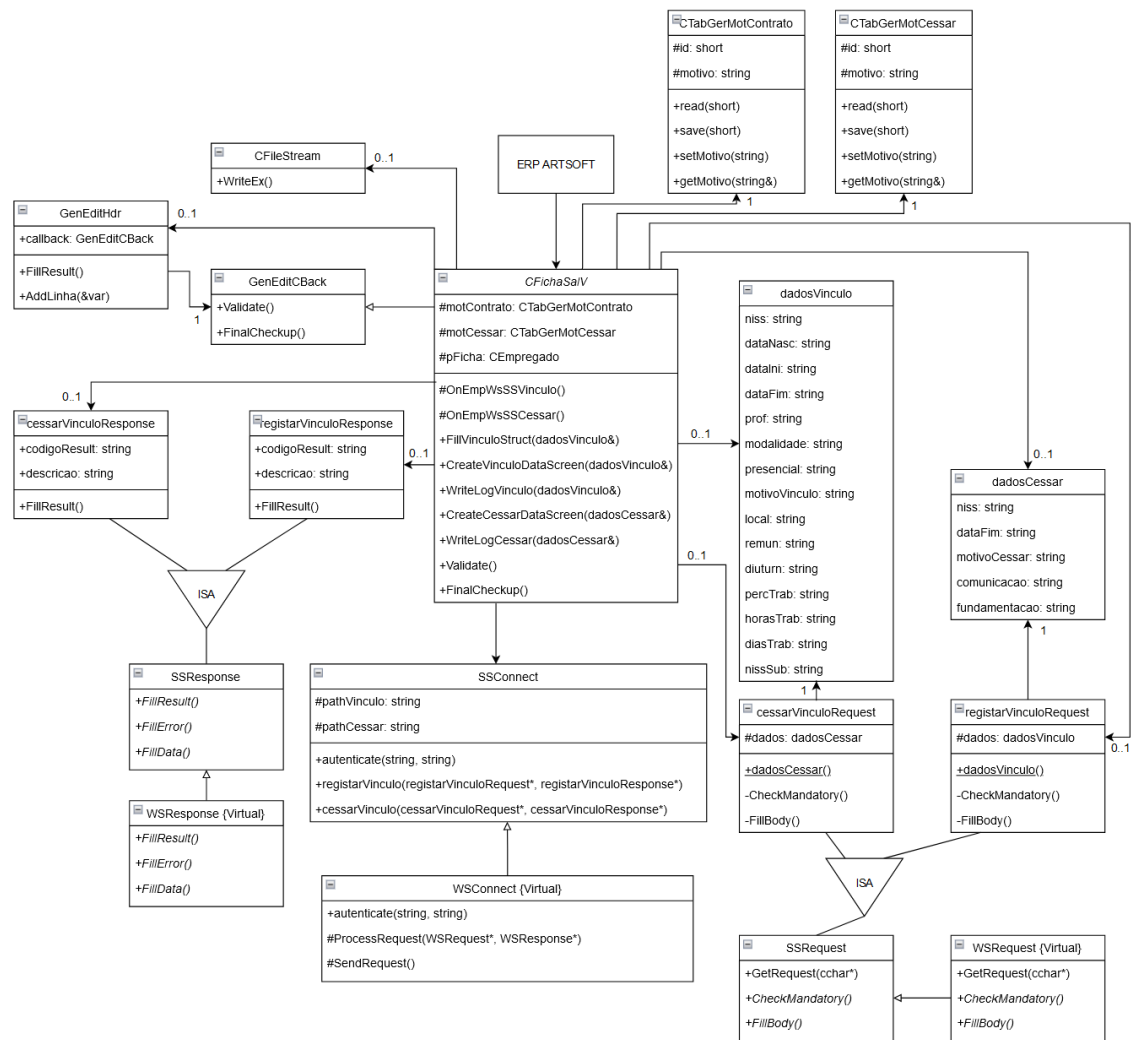 CTabGerMotContrato
#id: short
#motivo: string
+read(short)
+save(short)
+setMotivo(string)
+getMotivo(string&)
1
CTabGerMotCessar
#id: short
#motivo: string
+read(short)
+save(short)
+setMotivo(string)
+getMotivo(string&)
1
ERP ARTSOFT
CFileStream
+WriteEx()
0..1
GenEditHdr
+callback: GenEditCBack
+FillResult()
+AddLinha(&var)
0..1
GenEditCBack
+Validate()
+FinalCheckup()
1
CFichaSalV
#motContrato: CTabGerMotContrato
#motCessar: CTabGerMotCessar
#pFicha: CEmpregado
#OnEmpWsSSVinculo()
#OnEmpWsSSCessar()
+FillVinculoStruct(dadosVinculo&)
+CreateVinculoDataScreen(dadosVinculo&)
+WriteLogVinculo(dadosVinculo&)
+CreateCessarDataScreen(dadosCessar&)
+WriteLogCessar(dadosCessar&)
+Validate()
+FinalCheckup()
dadosVinculo
niss: string
dataNasc: string
dataIni: string
dataFim: string
prof: string
modalidade: string
presencial: string
motivoVinculo: string
local: string
remun: string
diuturn: string
percTrab: string
horasTrab: string
diasTrab: string
nissSub: string
0..1
0..1
1
0..1
dadosCessar
niss: string
dataFim: string
motivoCessar: string
comunicacao: string
fundamentacao: string
1
0..1
cessarVinculoResponse
+codigoResult: string
+descricao: string
+FillResult()
registarVinculoResponse
+codigoResult: string
+descricao: string
+FillResult()
0..1
ISA
SSResponse
+FillResult()
+FillError()
+FillData()
WSResponse {Virtual}
+FillResult()
+FillError()
+FillData()
SSConnect
#pathVinculo: string
#pathCessar: string
+autenticate(string, string)
+registarVinculo(registarVinculoRequest*, registarVinculoResponse*)
+cessarVinculo(cessarVinculoRequest*, cessarVinculoResponse*)
WSConnect {Virtual}
+autenticate(string, string)
#ProcessRequest(WSRequest*, WSResponse*)
#SendRequest()
cessarVinculoRequest
#dados: dadosCessar
+dadosCessar()
-CheckMandatory()
-FillBody()
registarVinculoRequest
#dados: dadosVinculo
+dadosVinculo()
-CheckMandatory()
-FillBody()
0..1
ISA
SSRequest
+GetRequest(cchar*)
+CheckMandatory()
+FillBody()
WSRequest {Virtual}
+GetRequest(cchar*)
+CheckMandatory()
+FillBody()